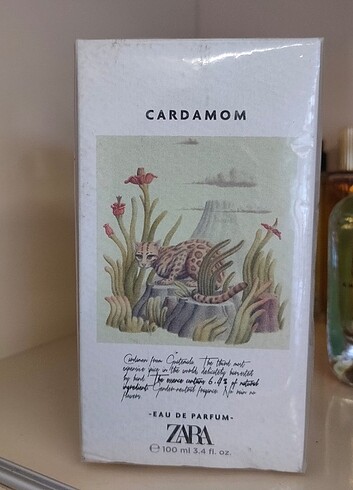 CARDAMOM
Cardamom from Guatemala. The third most
expensive spice in the world, delicately harvested
by hand. The essence contains 6.4% of natural
ingredient. Gender-neutral fragrance. No man no
flowers
-EAU DE PARFUM-
ZARA
℮ 100 ml 3.4 fl. oz.